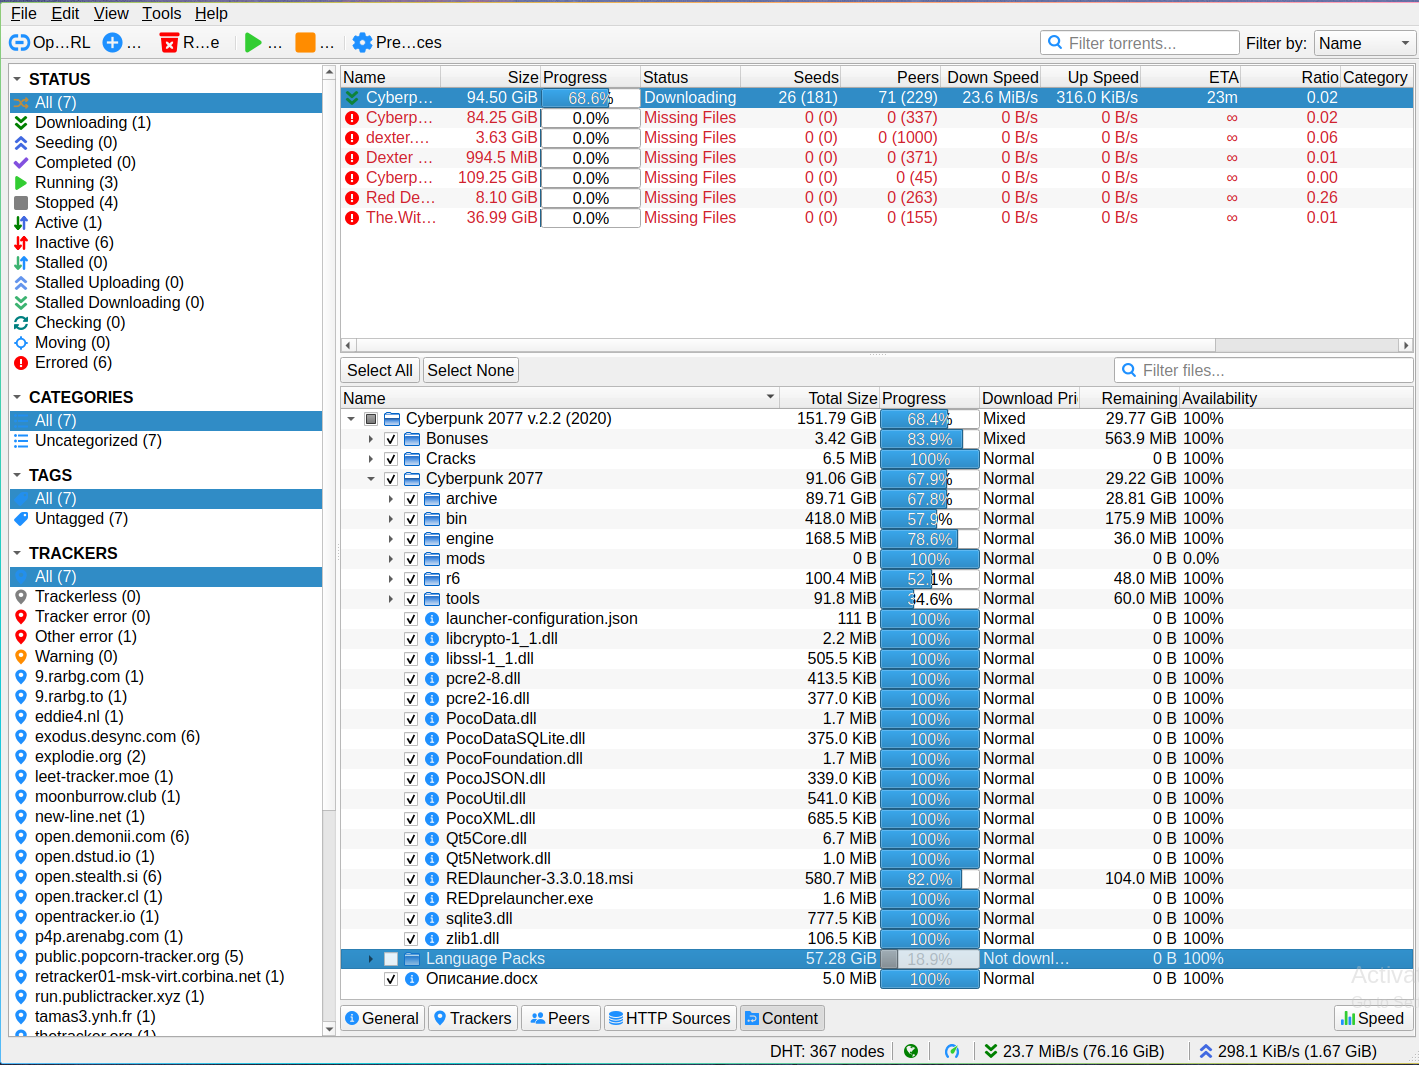 File Edit View Tools Help
Op…RL … R…e … … Pre…ces Filter torrents... Filter by: Name
STATUS
All (7)
Downloading (1)
Seeding (0)
Completed (0)
Running (3)
Stopped (4)
Active (1)
Inactive (6)
Stalled (0)
Stalled Uploading (0)
Stalled Downloading (0)
Checking (0)
Moving (0)
Errored (6)
CATEGORIES
All (7)
Uncategorized (7)
TAGS
All (7)
Untagged (7)
TRACKERS
All (7)
Trackerless (0)
Tracker error (0)
Other error (1)
Warning (0)
9.rarbg.com (1)
9.rarbg.to (1)
eddie4.nl (1)
exodus.desync.com (6)
explodie.org (2)
leet-tracker.moe (1)
moonburrow.club (1)
new-line.net (1)
open.demonii.com (6)
open.dstud.io (1)
open.stealth.si (6)
open.tracker.cl (1)
opentracker.io (1)
p4p.arenabg.com (1)
public.popcorn-tracker.org (5)
retracker01-msk-virt.corbina.net (1)
run.publictracker.xyz (1)
tamas3.ynh.fr (1)
thetracker.org (1)
Name Size Progress Status Seeds Peers Down Speed Up Speed ETA Ratio Category
Cyberp… 94.50 GiB 68.6% Downloading 26 (181) 71 (229) 23.6 MiB/s 316.0 KiB/s 23m 0.02
Cyberp… 84.25 GiB 0.0% Missing Files 0 (0) 0 (337) 0 B/s 0 B/s ∞ 0.02
dexter.… 3.63 GiB 0.0% Missing Files 0 (0) 0 (1000) 0 B/s 0 B/s ∞ 0.06
Dexter … 994.5 MiB 0.0% Missing Files 0 (0) 0 (371) 0 B/s 0 B/s ∞ 0.01
Cyberp… 109.25 GiB 0.0% Missing Files 0 (0) 0 (45) 0 B/s 0 B/s ∞ 0.00
Red De… 8.10 GiB 0.0% Missing Files 0 (0) 0 (263) 0 B/s 0 B/s ∞ 0.26
The.Wit… 36.99 GiB 0.0% Missing Files 0 (0) 0 (155) 0 B/s 0 B/s ∞ 0.01
Select All Select None Filter files...
Name Total Size Progress Download Pri Remaining Availability
Cyberpunk 2077 v.2.2 (2020) 151.79 GiB 68.4% Mixed 29.77 GiB 100%
Bonuses 3.42 GiB 83.9% Mixed 563.9 MiB 100%
Cracks 6.5 MiB 100% Normal 0 B 100%
Cyberpunk 2077 91.06 GiB 67.9% Normal 29.22 GiB 100%
archive 89.71 GiB 67.8% Normal 28.81 GiB 100%
bin 418.0 MiB 57.9% Normal 175.9 MiB 100%
engine 168.5 MiB 78.6% Normal 36.0 MiB 100%
mods 0 B 100% Normal 0 B 0.0%
r6 100.4 MiB 52.1% Normal 48.0 MiB 100%
tools 91.8 MiB 34.6% Normal 60.0 MiB 100%
launcher-configuration.json 111 B 100% Normal 0 B 100%
libcrypto-1_1.dll 2.2 MiB 100% Normal 0 B 100%
libssl-1_1.dll 505.5 KiB 100% Normal 0 B 100%
pcre2-8.dll 413.5 KiB 100% Normal 0 B 100%
pcre2-16.dll 377.0 KiB 100% Normal 0 B 100%
PocoData.dll 1.7 MiB 100% Normal 0 B 100%
PocoDataSQLite.dll 375.0 KiB 100% Normal 0 B 100%
PocoFoundation.dll 1.7 MiB 100% Normal 0 B 100%
PocoJSON.dll 339.0 KiB 100% Normal 0 B 100%
PocoUtil.dll 541.0 KiB 100% Normal 0 B 100%
PocoXML.dll 685.5 KiB 100% Normal 0 B 100%
Qt5Core.dll 6.7 MiB 100% Normal 0 B 100%
Qt5Network.dll 1.0 MiB 100% Normal 0 B 100%
REDlauncher-3.3.0.18.msi 580.7 MiB 82.0% Normal 104.0 MiB 100%
REDprelauncher.exe 1.6 MiB 100% Normal 0 B 100%
sqlite3.dll 777.5 KiB 100% Normal 0 B 100%
zlib1.dll 106.5 KiB 100% Normal 0 B 100%
Language Packs 57.28 GiB 18.9% Not downl… 0 B 100%
Описание.docx 5.0 MiB 100% Normal 0 B 100%
Activa
Go to Se
General Trackers Peers HTTP Sources Content Speed
DHT: 367 nodes 23.7 MiB/s (76.16 GiB) 298.1 KiB/s (1.67 GiB)